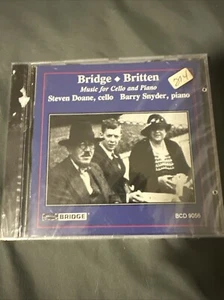 Bridge ♦ Britten
Music for Cello and Piano
Steven Doane, cello Barry Snyder, piano
BRIDGE
BCD 9056